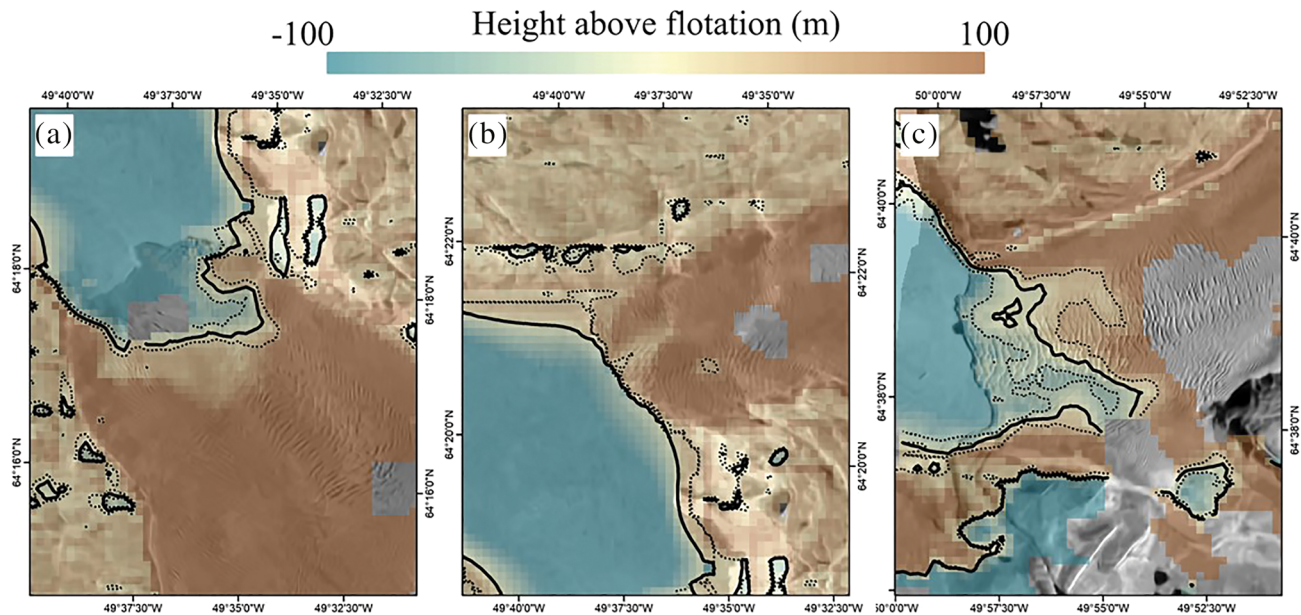 Height above flotation (m)
-100 100
49°40'0"W 49°37'30"W 49°35'0"W 49°32'30"W
49°40'0"W 49°37'30"W 49°35'0"W
50°0'0"W 49°57'30"W 49°55'0"W 49°52'30"W
(a) (b) (c)
64°18'0"N
64°16'0"N
64°18'0"N
64°16'0"N
64°22'0"N
64°20'0"N
64°22'0"N
64°20'0"N
64°40'0"N
64°38'0"N
64°40'0"N
64°38'0"N
49°37'30"W 49°35'0"W 49°32'30"W
49°40'0"W 49°37'30"W 49°35'0"W 49°32'30"W
49°57'30"W 49°55'0"W 49°52'30"W